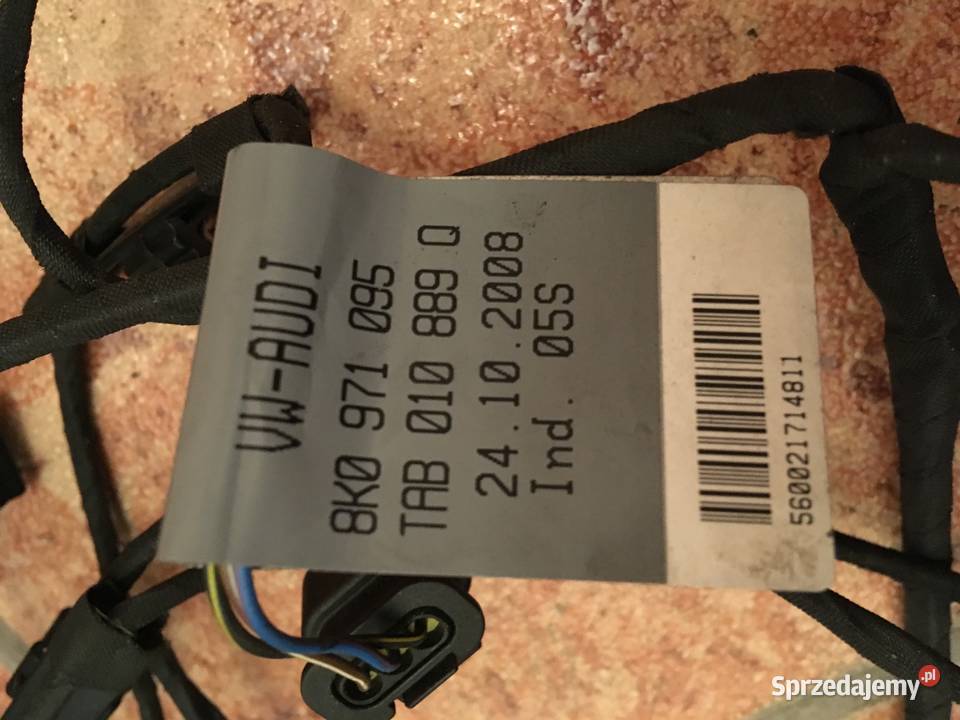 VW-AUDI
8K0 971 095
TAB 010 889 Q
24.10.2008
Ind. 05S
560021714811
Sprzedajemy.pl